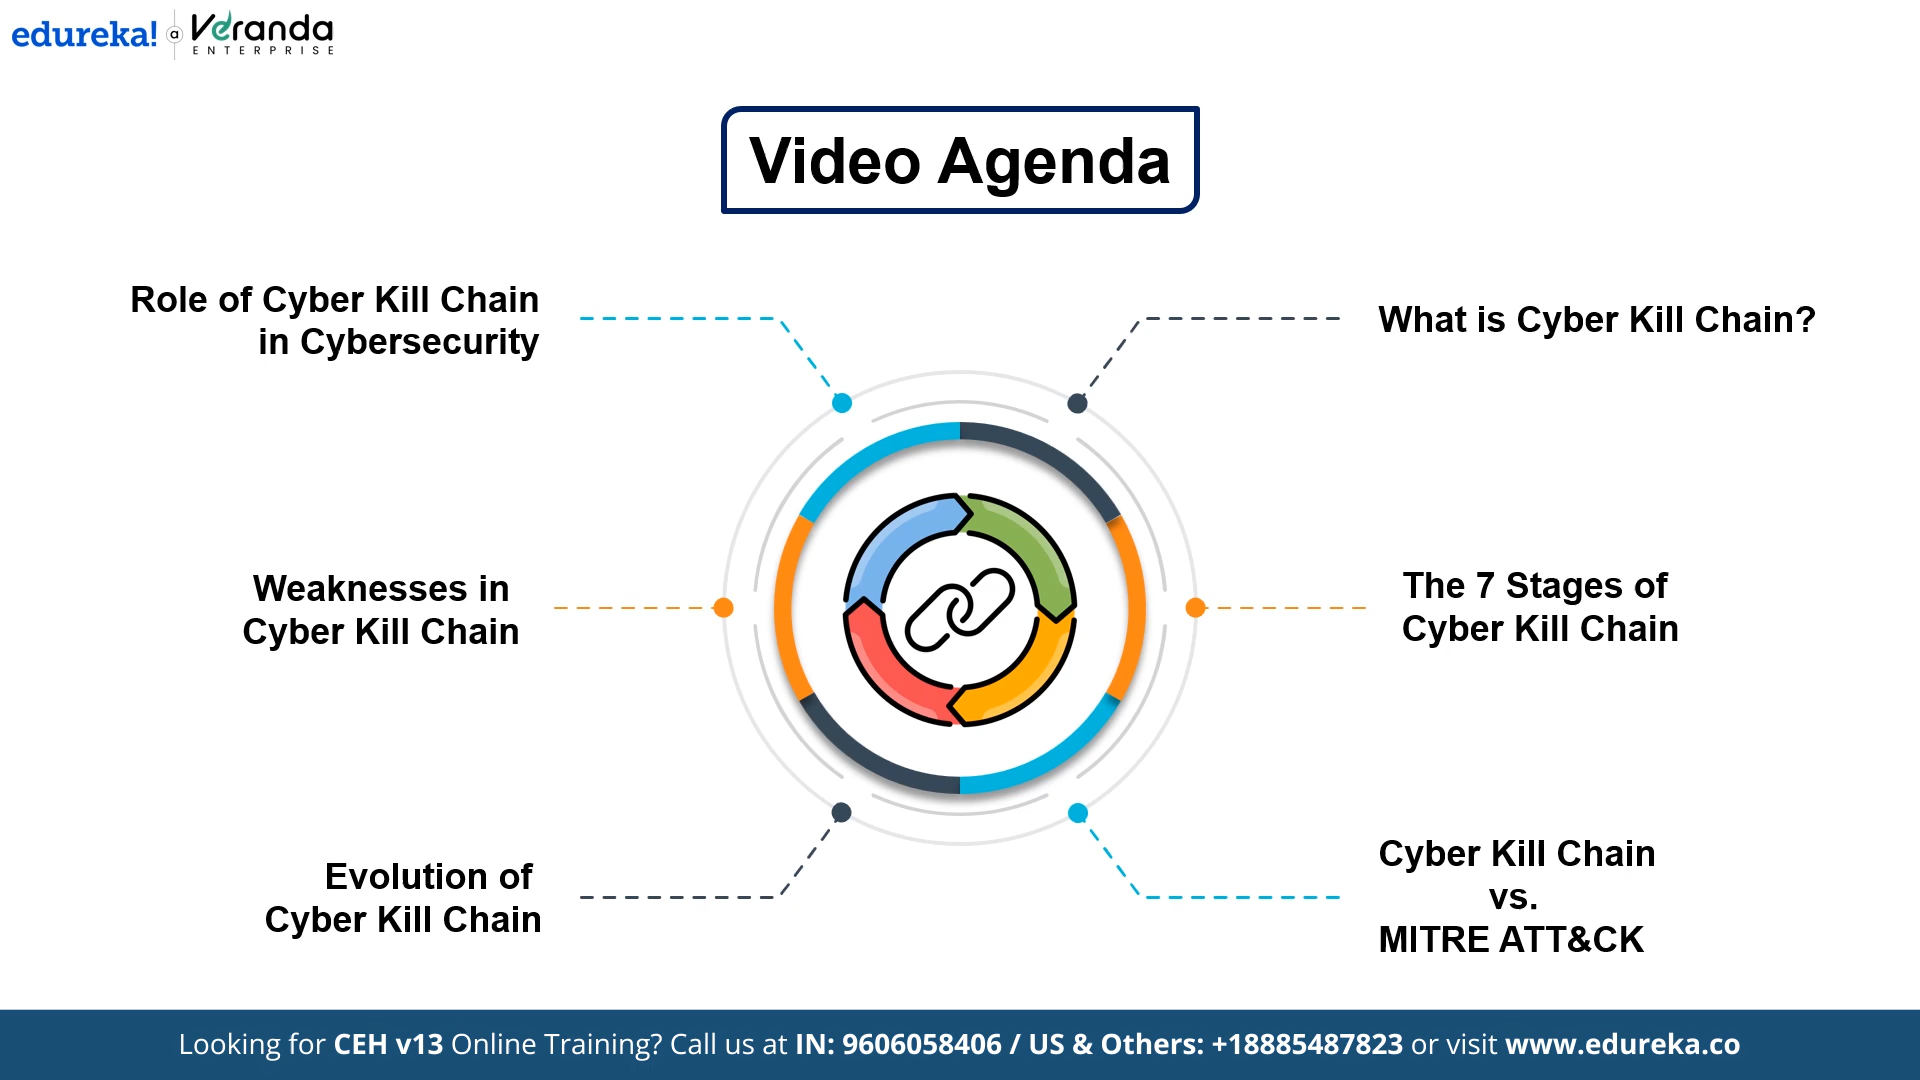 edureka! a Veranda
ENTERPRISE
Video Agenda
Role of Cyber Kill Chain
in Cybersecurity
What is Cyber Kill Chain?
Weaknesses in
Cyber Kill Chain
The 7 Stages of
Cyber Kill Chain
Evolution of
Cyber Kill Chain
Cyber Kill Chain
vs.
MITRE ATT&CK
Looking for CEH v13 Online Training? Call us at IN: 9606058406 / US & Others: +18885487823 or visit www.edureka.co